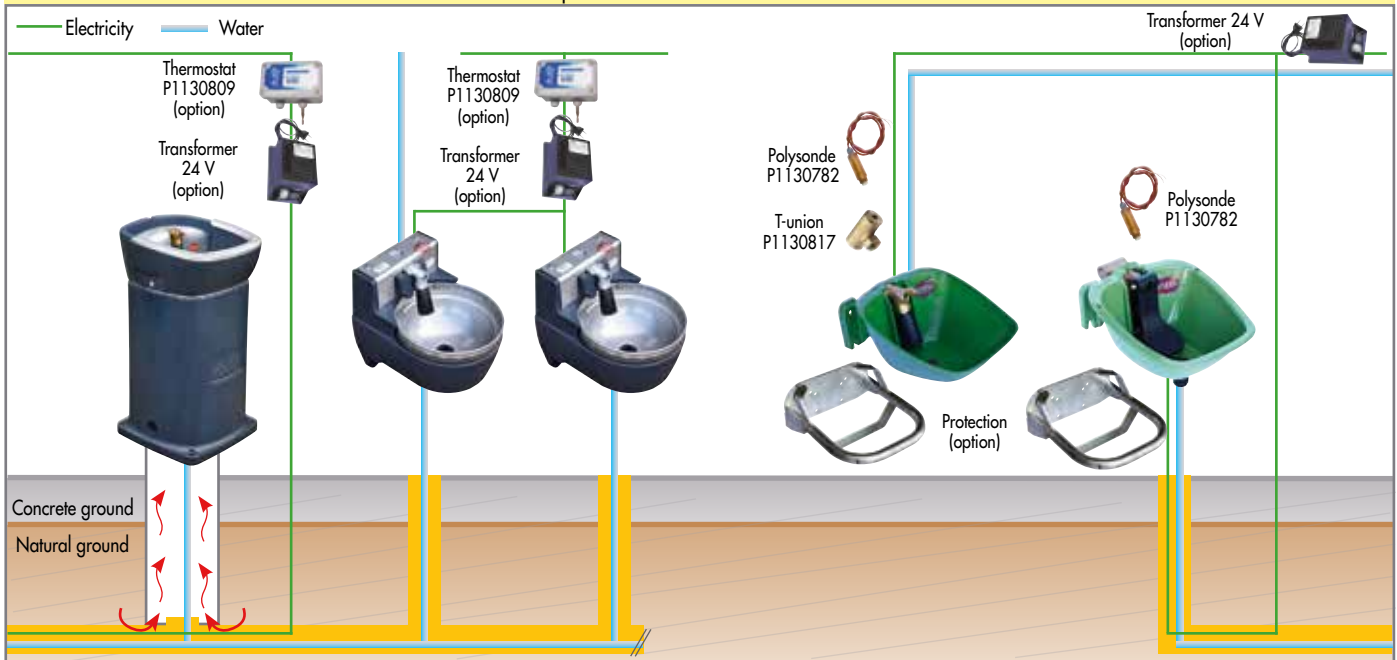 Electricity
Water
Transformer 24 V
(option)
Thermostat
P1130809
(option)
Thermostat
P1130809
(option)
Transformer
24 V
(option)
Transformer
24 V
(option)
Polysonde
P1130782
T-union
P1130817
Polysonde
P1130782
Protection
(option)
Concrete ground
Natural ground